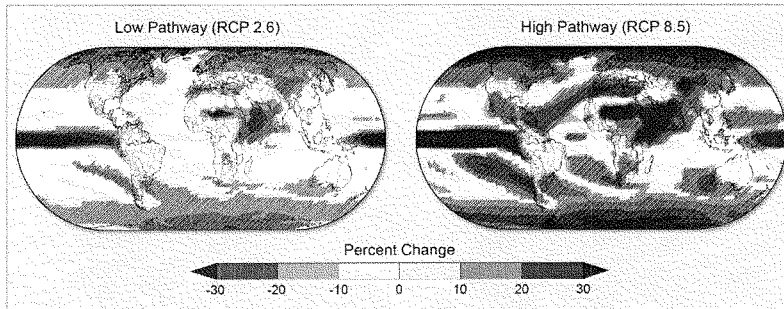 Low Pathway (RCP 2.6)
High Pathway (RCP 8.5)
Percent Change
-30 -20 -10 0 10 20 30